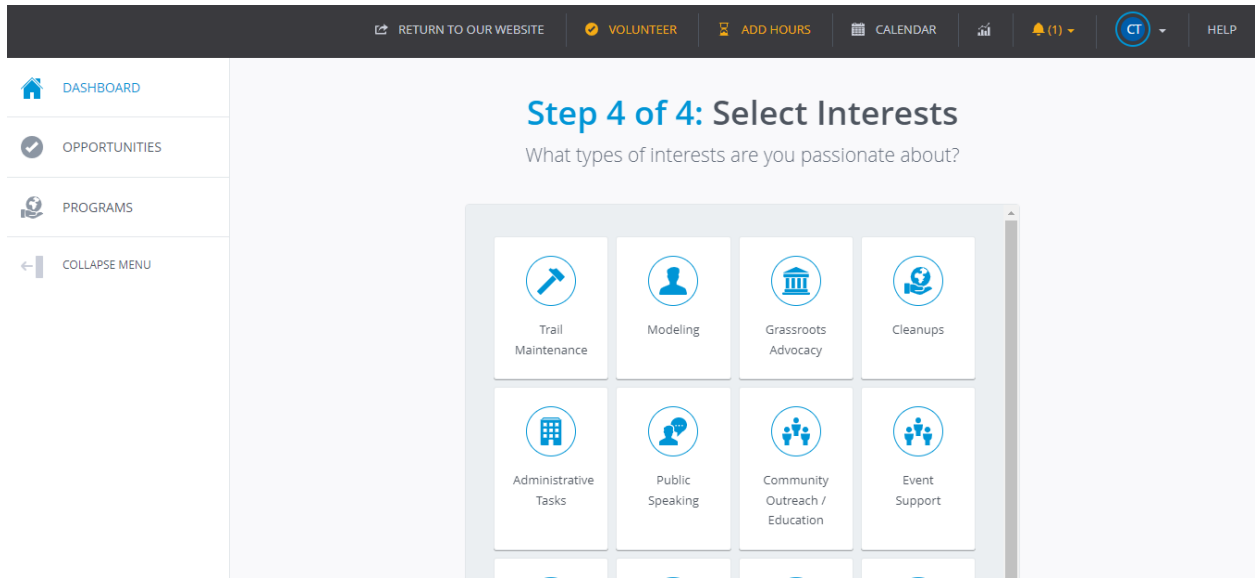 RETURN TO OUR WEBSITE
VOLUNTEER
ADD HOURS
CALENDAR
(1)
CT
HELP
DASHBOARD
OPPORTUNITIES
PROGRAMS
COLLAPSE MENU
Step 4 of 4: Select Interests
What types of interests are you passionate about?
Trail
Maintenance
Modeling
Grassroots
Advocacy
Cleanups
Administrative
Tasks
Public
Speaking
Community
Outreach /
Education
Event
Support